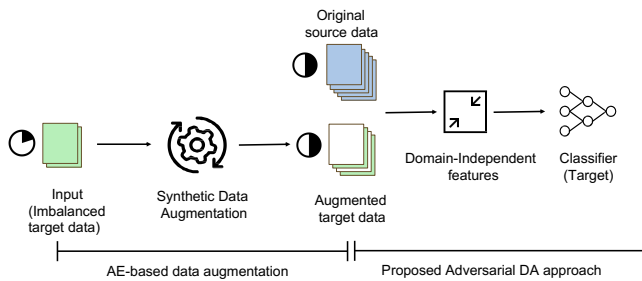 Original
source data
Input
(Imbalanced
target data)
Synthetic Data
Augmentation
Augmented
target data
Domain-Independent
features
Classifier
(Target)
AE-based data augmentation
Proposed Adversarial DA approach